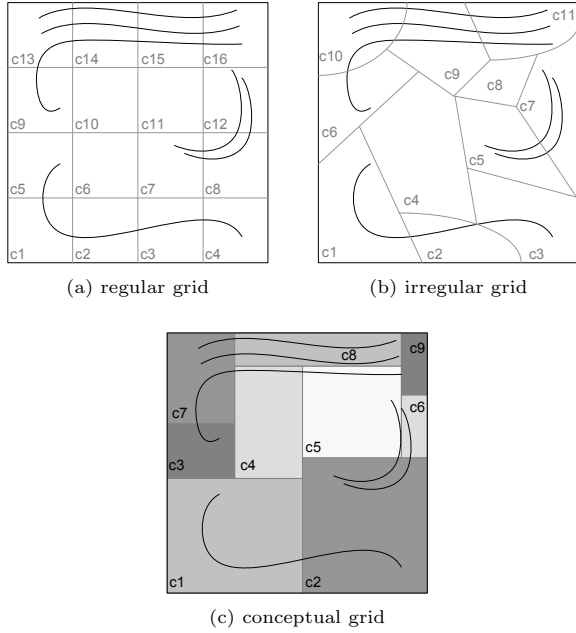 c13 c14 c15 c16
c9 c10 c11 c12
c5 c6 c7 c8
c1 c2 c3 c4
(a) regular grid
c11
c10
c9 c8
c7
c6
c5
c4
c1 c2 c3
(b) irregular grid
c8 c9
c7 c6
c5
c3 c4
c1 c2
(c) conceptual grid